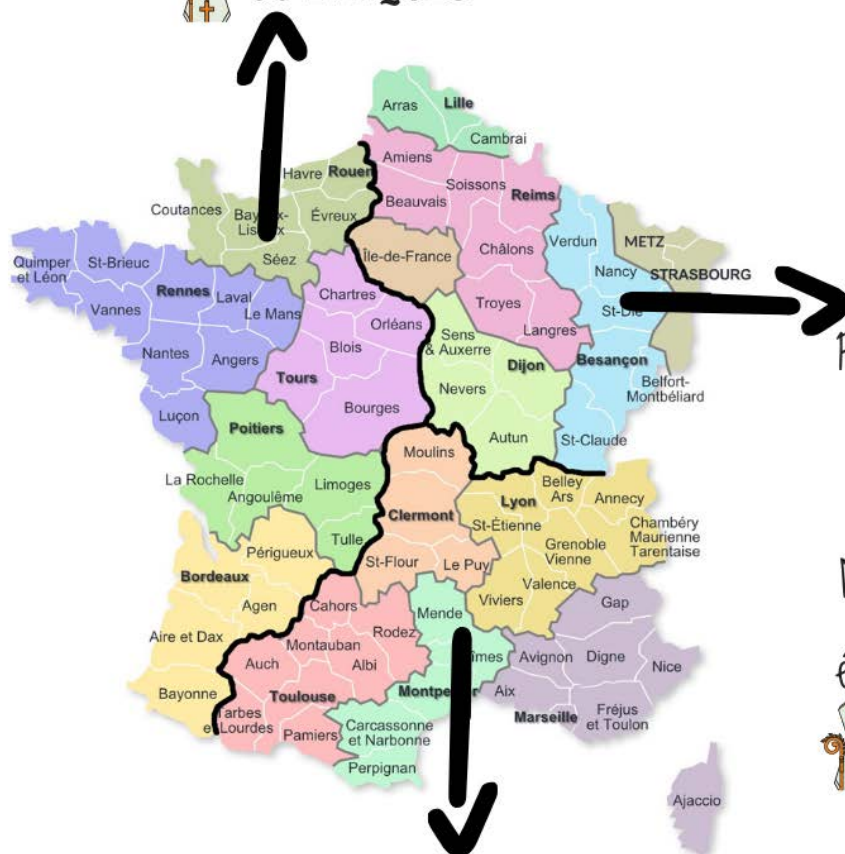 Arras
Lille
Cambrai
Amiens
Havre
Rouen
Soissons
Beauvais
Reims
Coutances
Évreux
Verdun
METZ
Île-de-France
Châlons
Séez
Nancy
STRASBOURG
Quimper
et Léon
St-Brieuc
Rennes
Laval
Chartres
Le Mans
Troyes
Vannes
Orléans
Sens
& Auxerre
Langres
Blois
Nantes
Angers
Dijon
Besançon
Tours
Nevers
Belfort-
Montbéliard
Bourges
Luçon
Poitiers
Autun
St-Claude
Moulins
La Rochelle
Angoulême
Limoges
Belley
Ars
Annecy
Lyon
Clermont
St-Étienne
Chambéry
Maurienne
Tarentaise
Tulle
Grenoble
Vienne
Périgueux
St-Flour
Le Puy
Bordeaux
Valence
Viviers
Agen
Cahors
Mende
Gap
Aire et Dax
Rodez
Montauban
Auch
Albi
Avignon
Digne
Nice
Bayonne
Toulouse
Aix
Marseille
Fréjus
et Toulon
Pamiers
Carcassonne
et Narbonne
Perpignan
Ajaccio